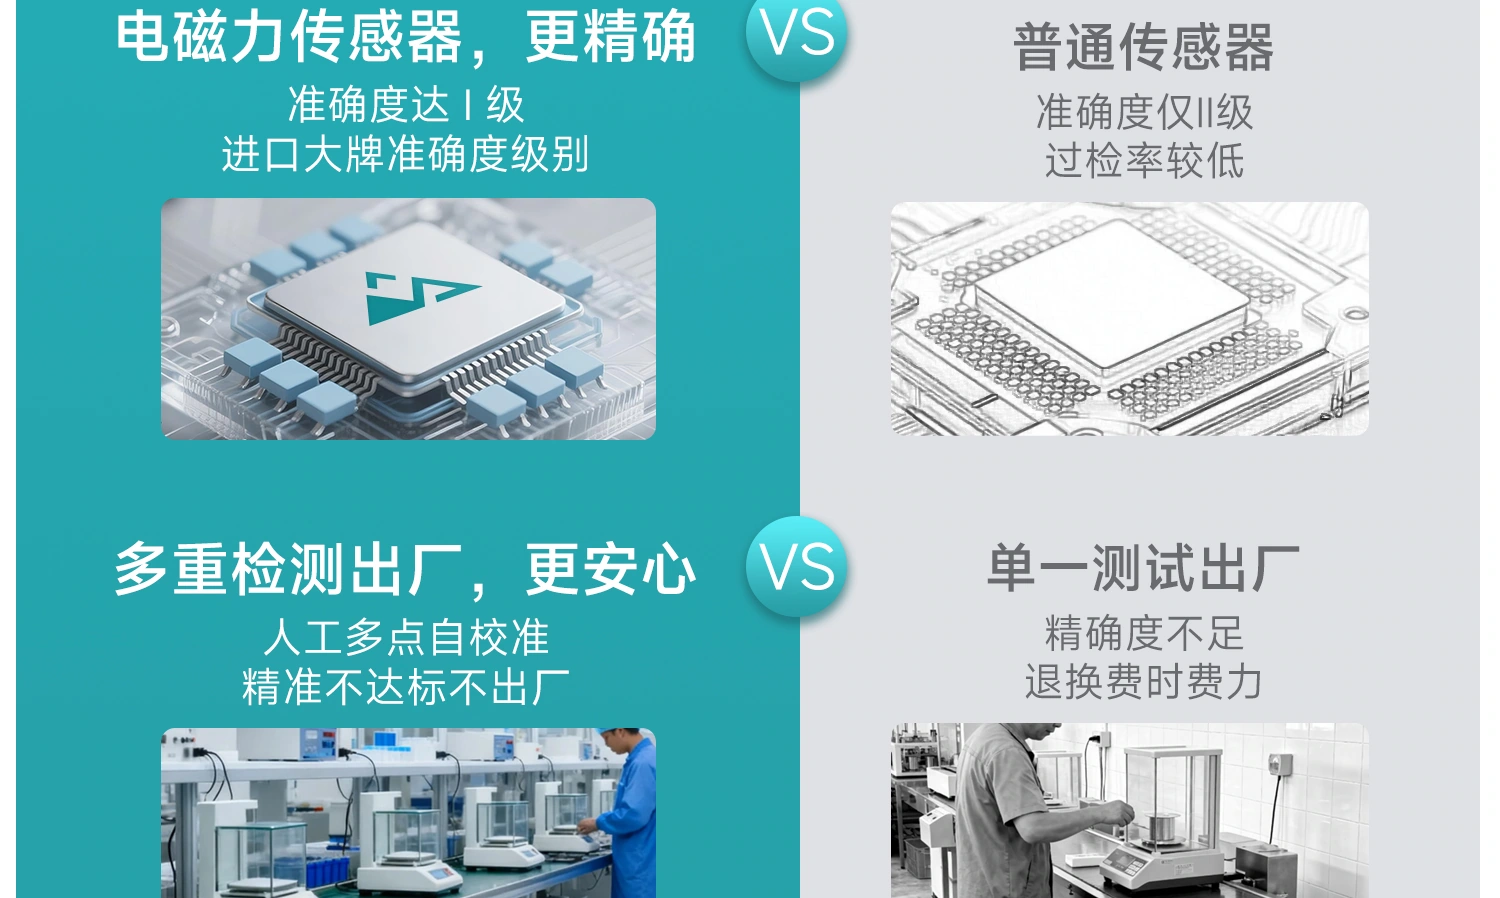 电磁力传感器，更精确
准确度达 I 级
进口大牌准确度级别
VS
普通传感器
准确度仅II级
过检率较低
多重检测出厂，更安心
人工多点自校准
精准不达标不出厂
VS
单一测试出厂
精确度不足
退换费时费力